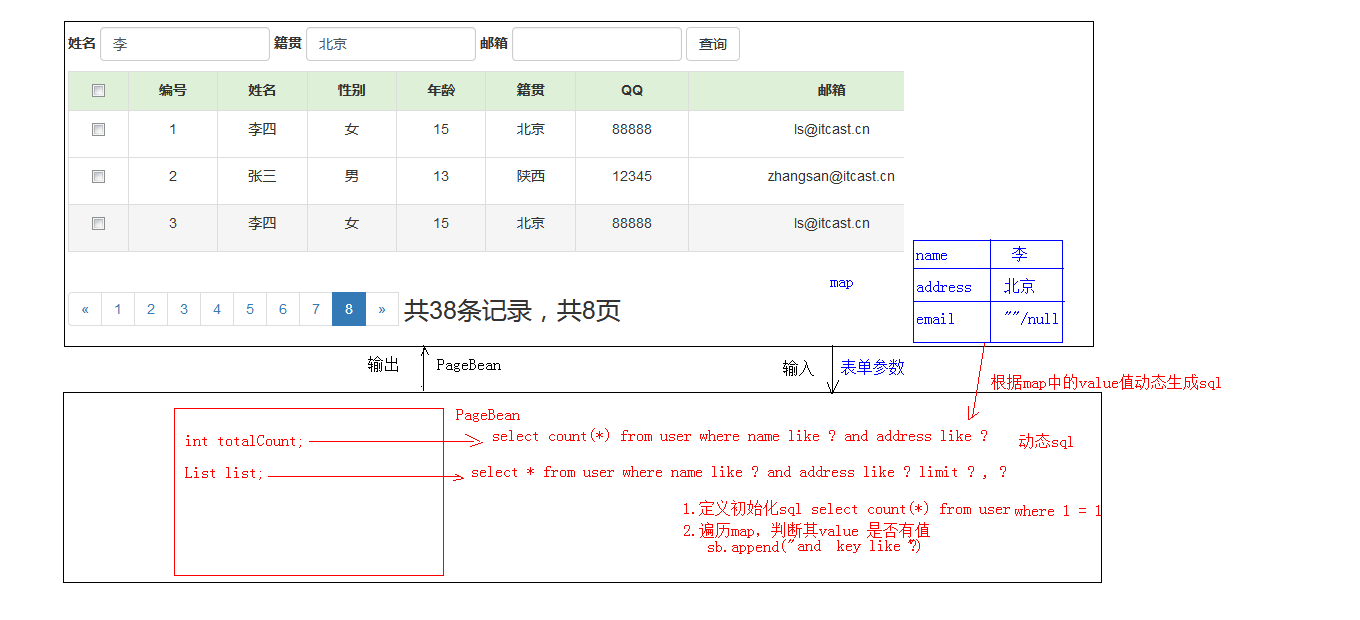 姓名 李 籍贯 北京 邮箱 查询
编号 姓名 性别 年龄 籍贯 QQ 邮箱
1 李四 女 15 北京 88888 ls@itcast.cn
2 张三 男 13 陕西 12345 zhangsan@itcast.cn
3 李四 女 15 北京 88888 ls@itcast.cn
name 李
map
address 北京
« 1 2 3 4 5 6 7 8 » 共38条记录，共8页
email ""/null
输出 PageBean 输入 表单参数
根据map中的value值动态生成sql
PageBean
int totalCount; select count(*) from user where name like ? and address like ? 动态sql
List list; select * from user where name like ? and address like ? limit ? , ?
1.定义初始化sql select count(*) from user where 1 = 1
2.遍历map，判断其value 是否有值
sb.append("and key like ?")